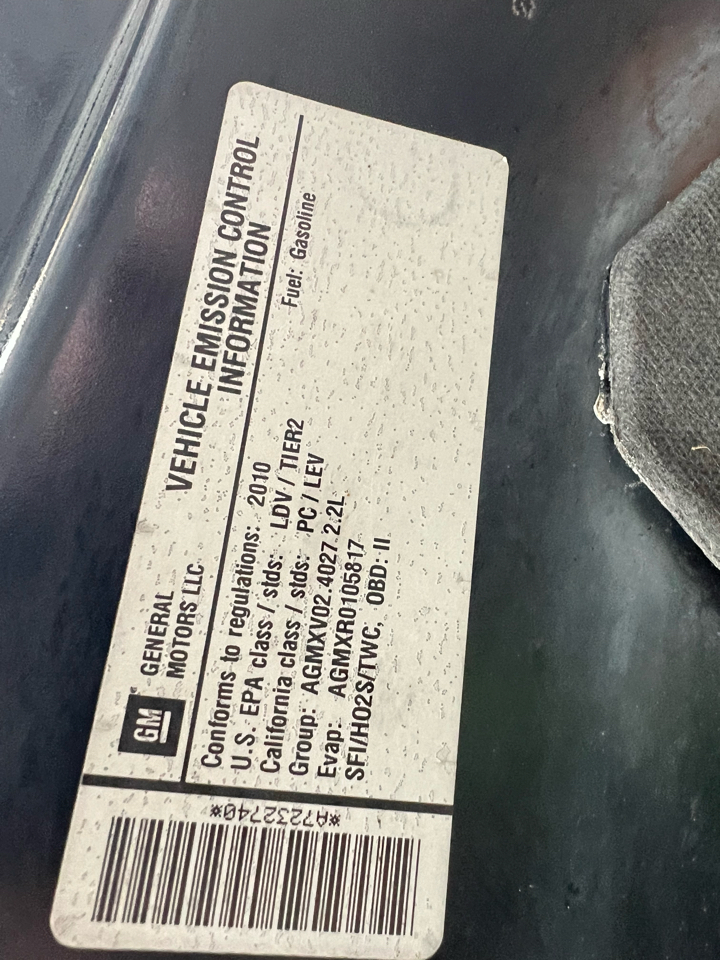 GM GENERAL
MOTORS LLC
VEHICLE EMISSION CONTROL
INFORMATION
Conforms to regulations: 2010 Fuel: Gasoline
U.S. EPA class / stds: LDV / TIER2
California class / stds: PC / LEV
Group: AGMXV02.4027 2.2L
Evap: AGMXR0105817
SFI/HO2S/TWC, OBD: II
*A7232740*